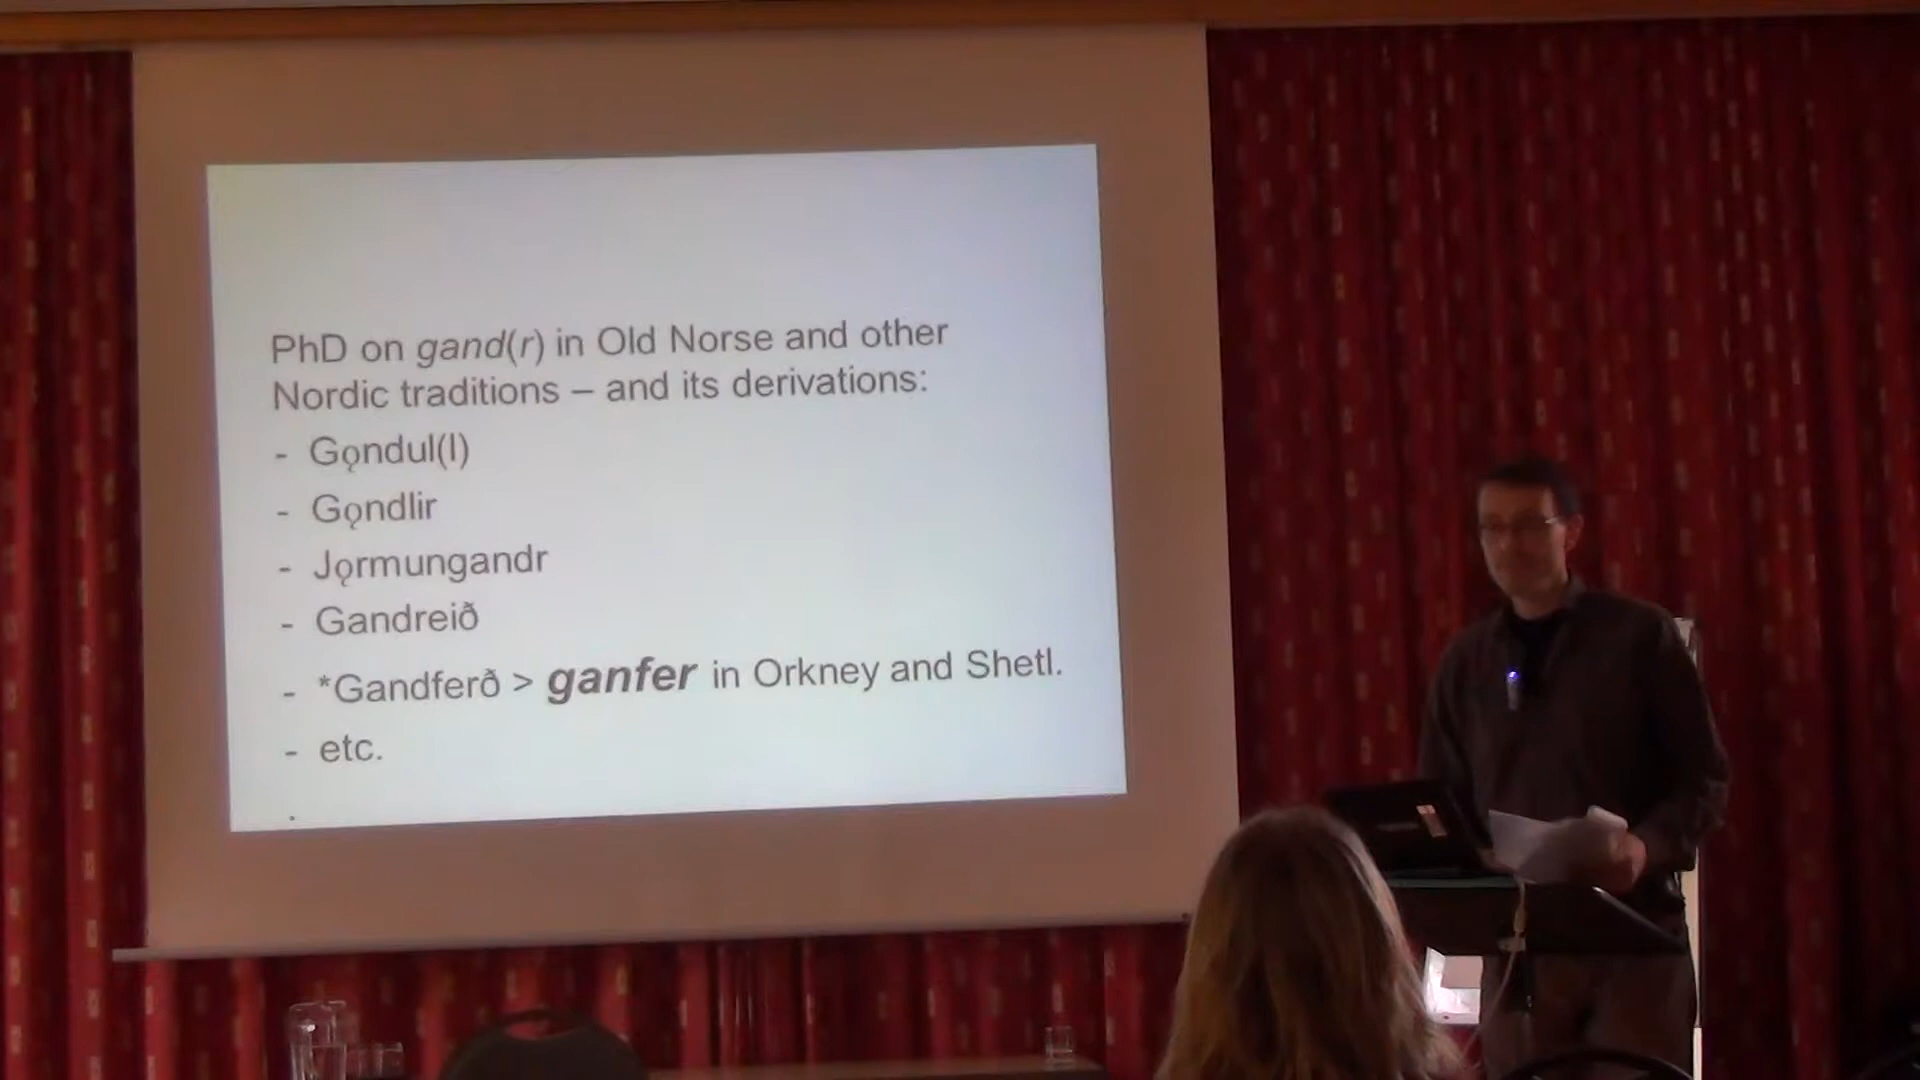 PhD on gand(r) in Old Norse and other
Nordic traditions – and its derivations:
- Gǫndul(l)
- Gǫndlir
- Jǫrmungandr
- Gandreið
- *Gandferð > ganfer in Orkney and Shetl.
- etc.
.